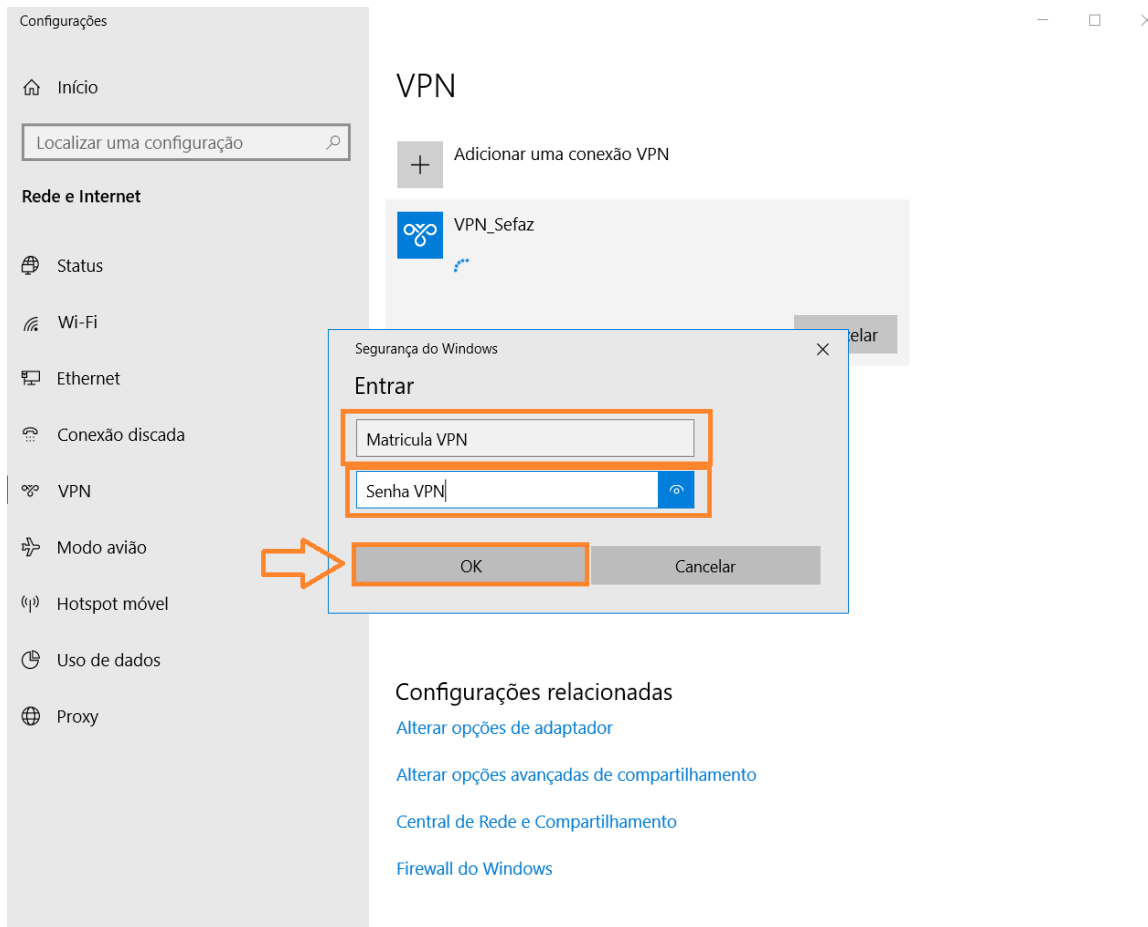 Configurações
Início
Localizar uma configuração
Rede e Internet
Status
Wi-Fi
Ethernet
Conexão discada
VPN
Modo avião
Hotspot móvel
Uso de dados
Proxy
VPN
Adicionar uma conexão VPN
VPN_Sefaz
elar
Segurança do Windows
Entrar
Matricula VPN
Senha VPN
OK
Cancelar
Configurações relacionadas
Alterar opções de adaptador
Alterar opções avançadas de compartilhamento
Central de Rede e Compartilhamento
Firewall do Windows